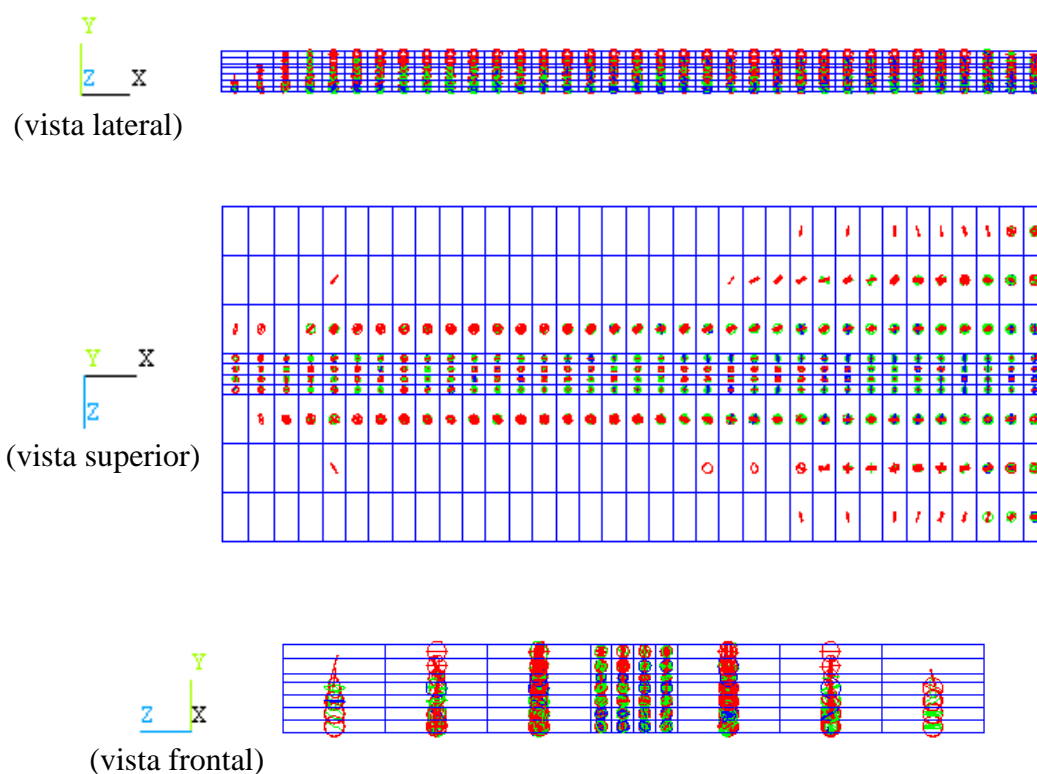 Y
Z X
(vista lateral)
Y X
Z
(vista superior)
Y
Z X
(vista frontal)